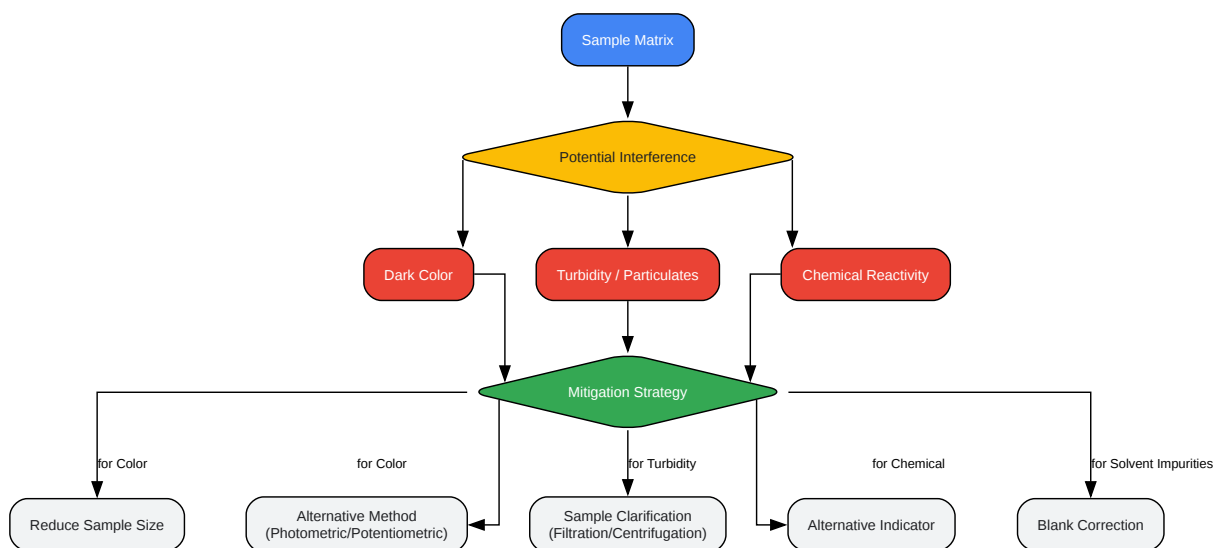 Sample Matrix
Potential Interference
Dark Color
Turbidity / Particulates
Chemical Reactivity
Mitigation Strategy
for Color
for Color
for Turbidity
for Chemical
for Solvent Impurities
Reduce Sample Size
Alternative Method
(Photometric/Potentiometric)
Sample Clarification
(Filtration/Centrifugation)
Alternative Indicator
Blank Correction